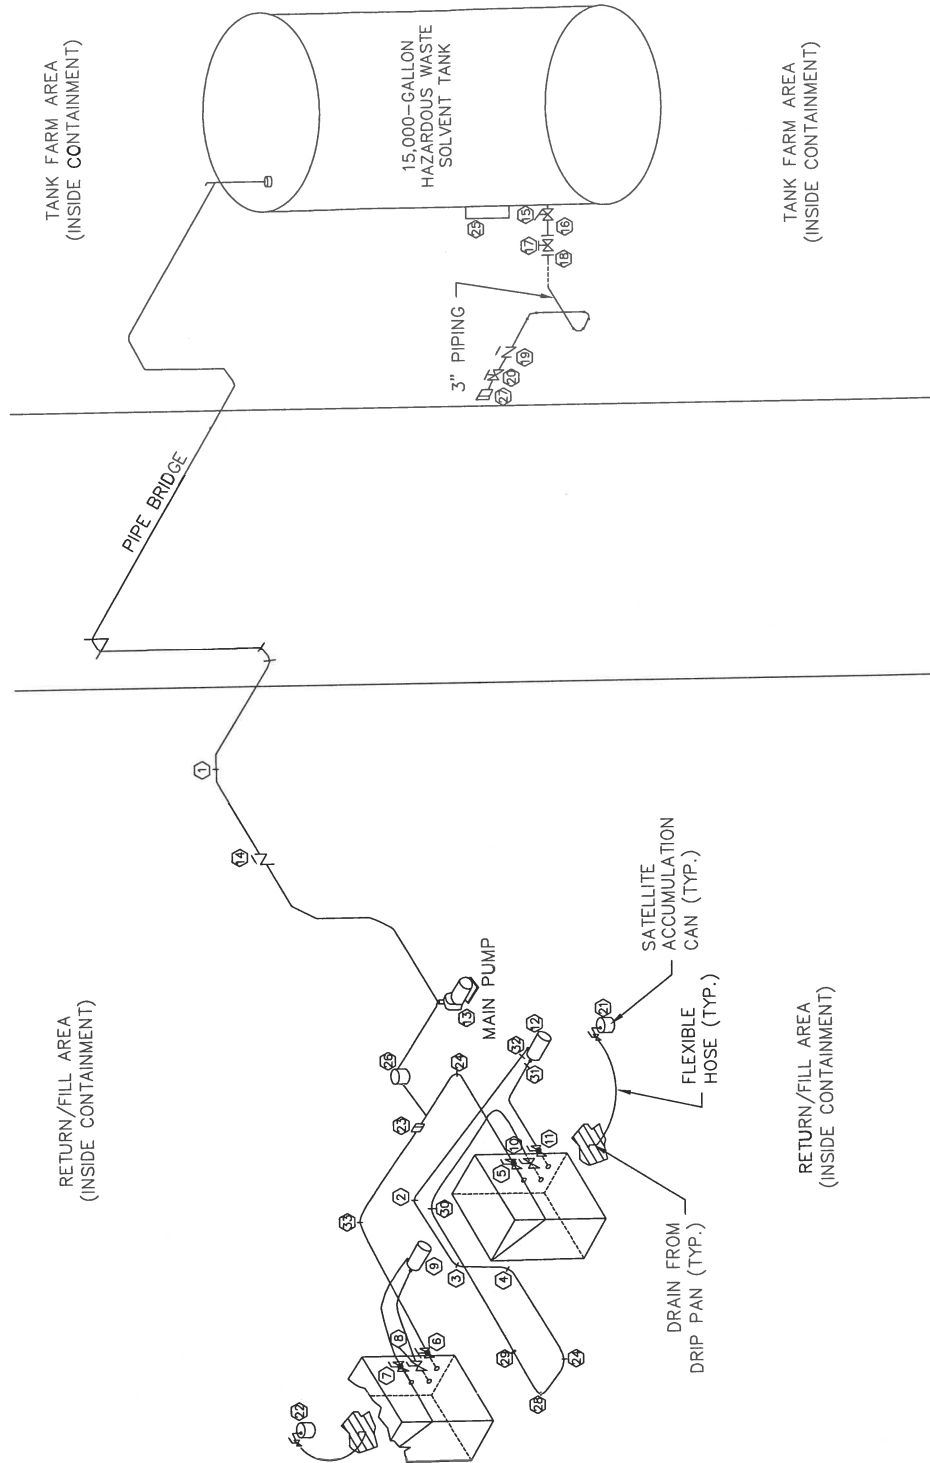 TANK FARM AREA
(INSIDE CONTAINMENT)
15,000-GALLON
HAZARDOUS WASTE
SOLVENT TANK
TANK FARM AREA
(INSIDE CONTAINMENT)
25
15
16
17
18
3" PIPING
19
20
27
PIPE BRIDGE
1
14
RETURN/FILL AREA
(INSIDE CONTAINMENT)
13
MAIN PUMP
26
23
24
33
2
30
32
12
31
10
5
11
21
SATELLITE
ACCUMULATION
CAN (TYP.)
FLEXIBLE
HOSE (TYP.)
RETURN/FILL AREA
(INSIDE CONTAINMENT)
DRAIN FROM
DRIP PAN (TYP.)
9
3
4
8
6
7
29
24
28
22